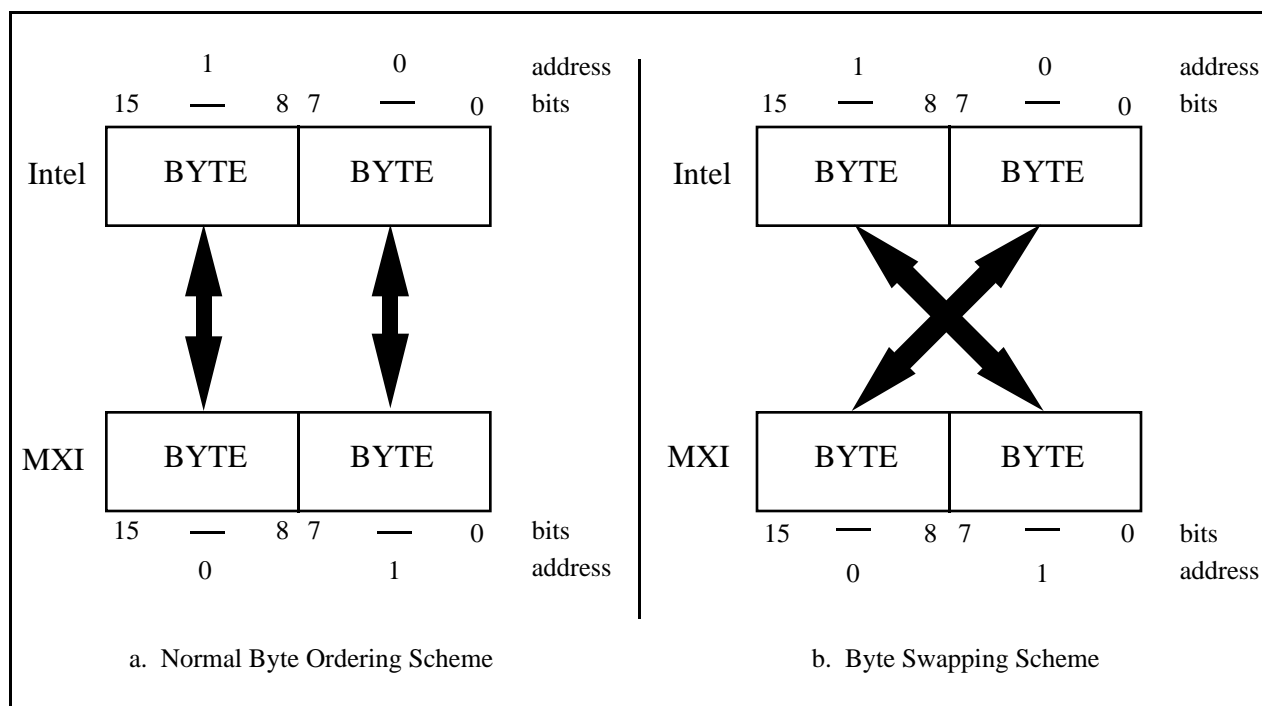 1 0 address
15 — 8 7 — 0 bits
Intel BYTE BYTE
MXI BYTE BYTE
15 — 8 7 — 0 bits
0 1 address
a. Normal Byte Ordering Scheme
1 0 address
15 — 8 7 — 0 bits
Intel BYTE BYTE
MXI BYTE BYTE
15 — 8 7 — 0 bits
0 1 address
b. Byte Swapping Scheme